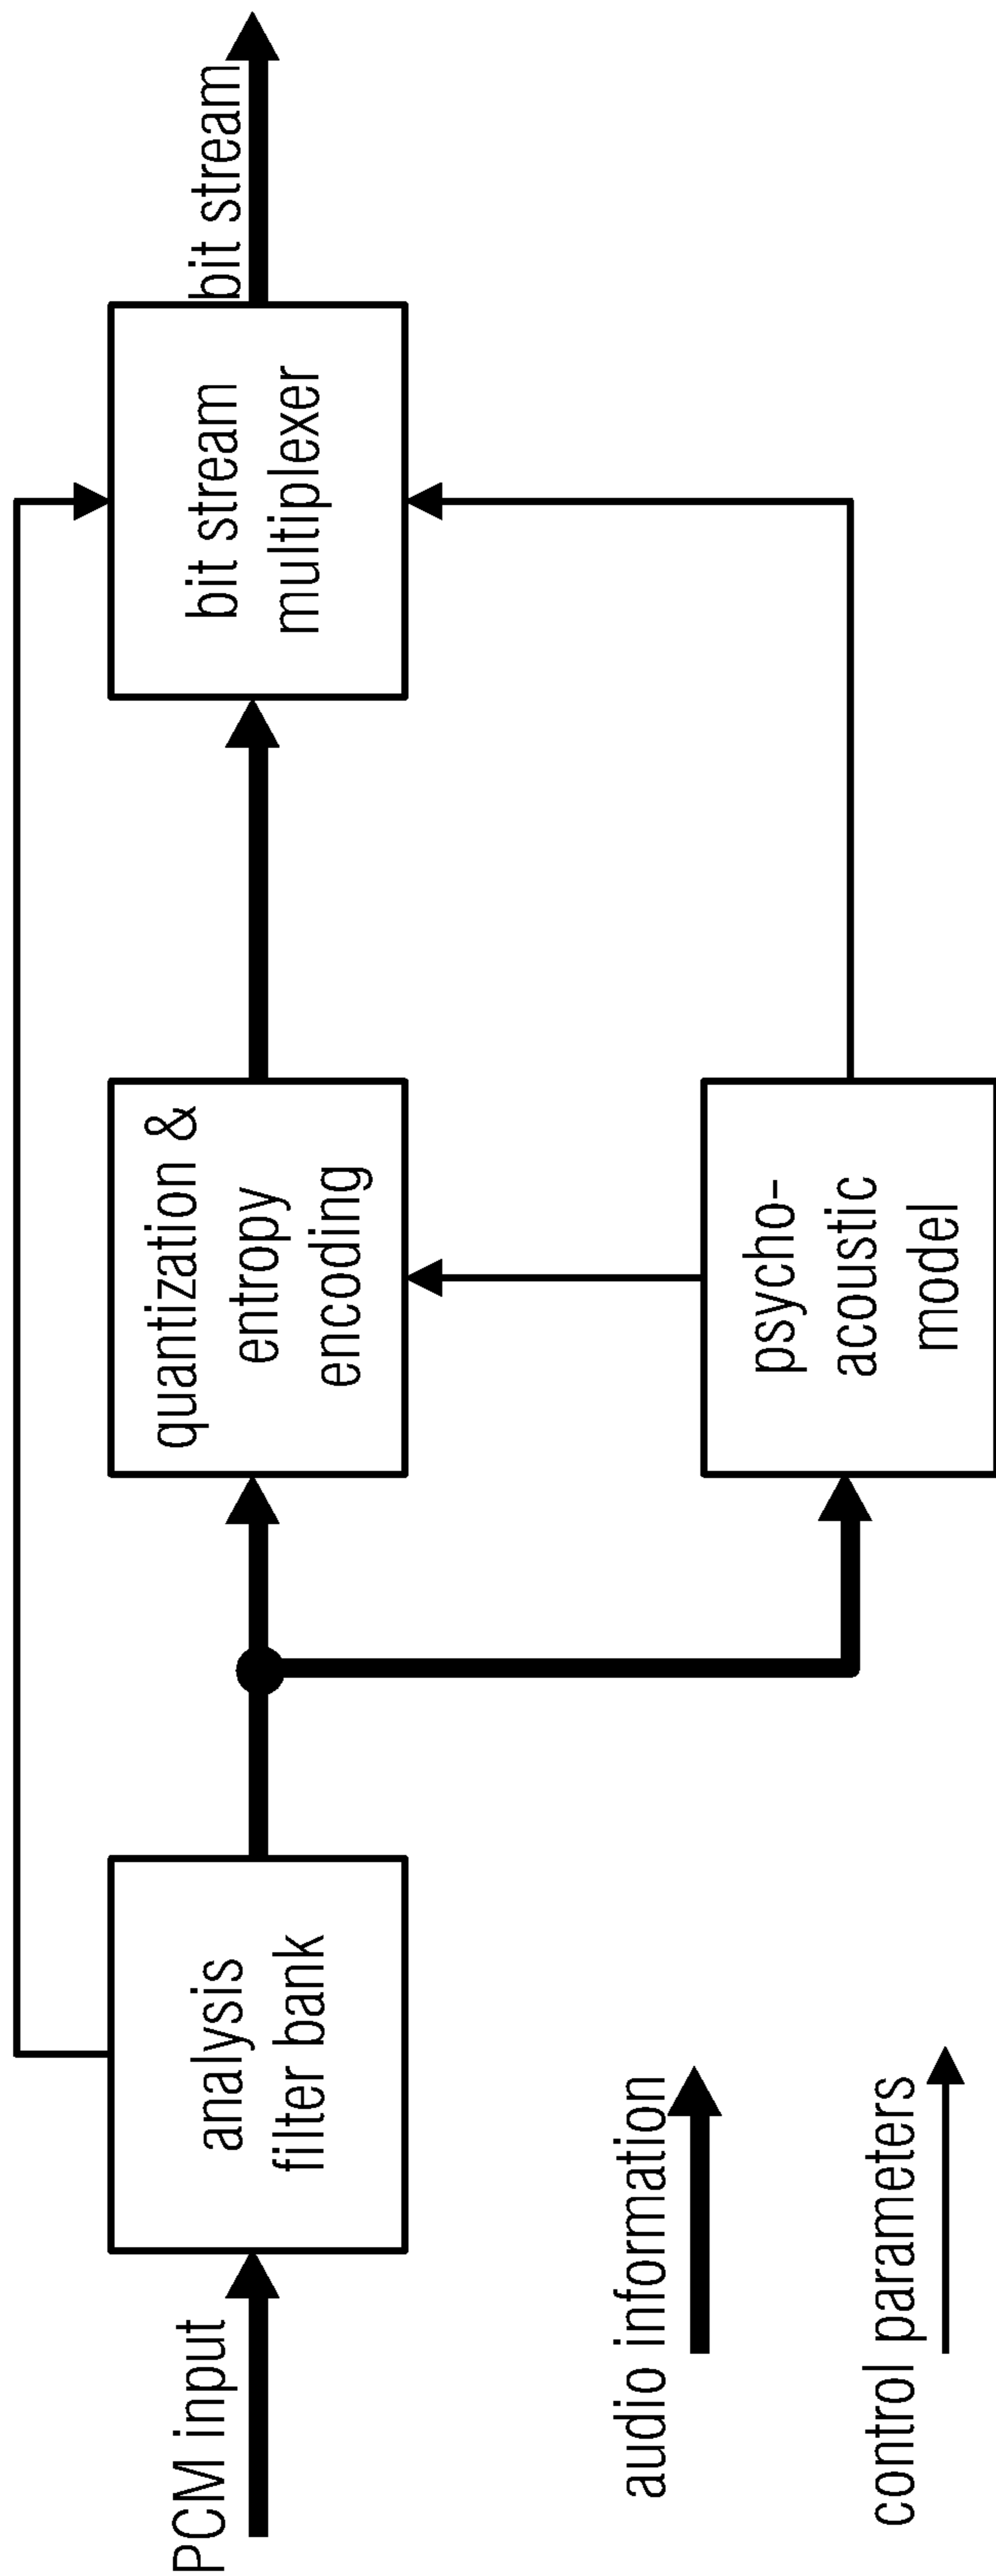 PCM input
analysis
filter bank
quantization &
entropy
encoding
bit stream
multiplexer
bit stream
psycho-
acoustic
model
audio information
control parameters